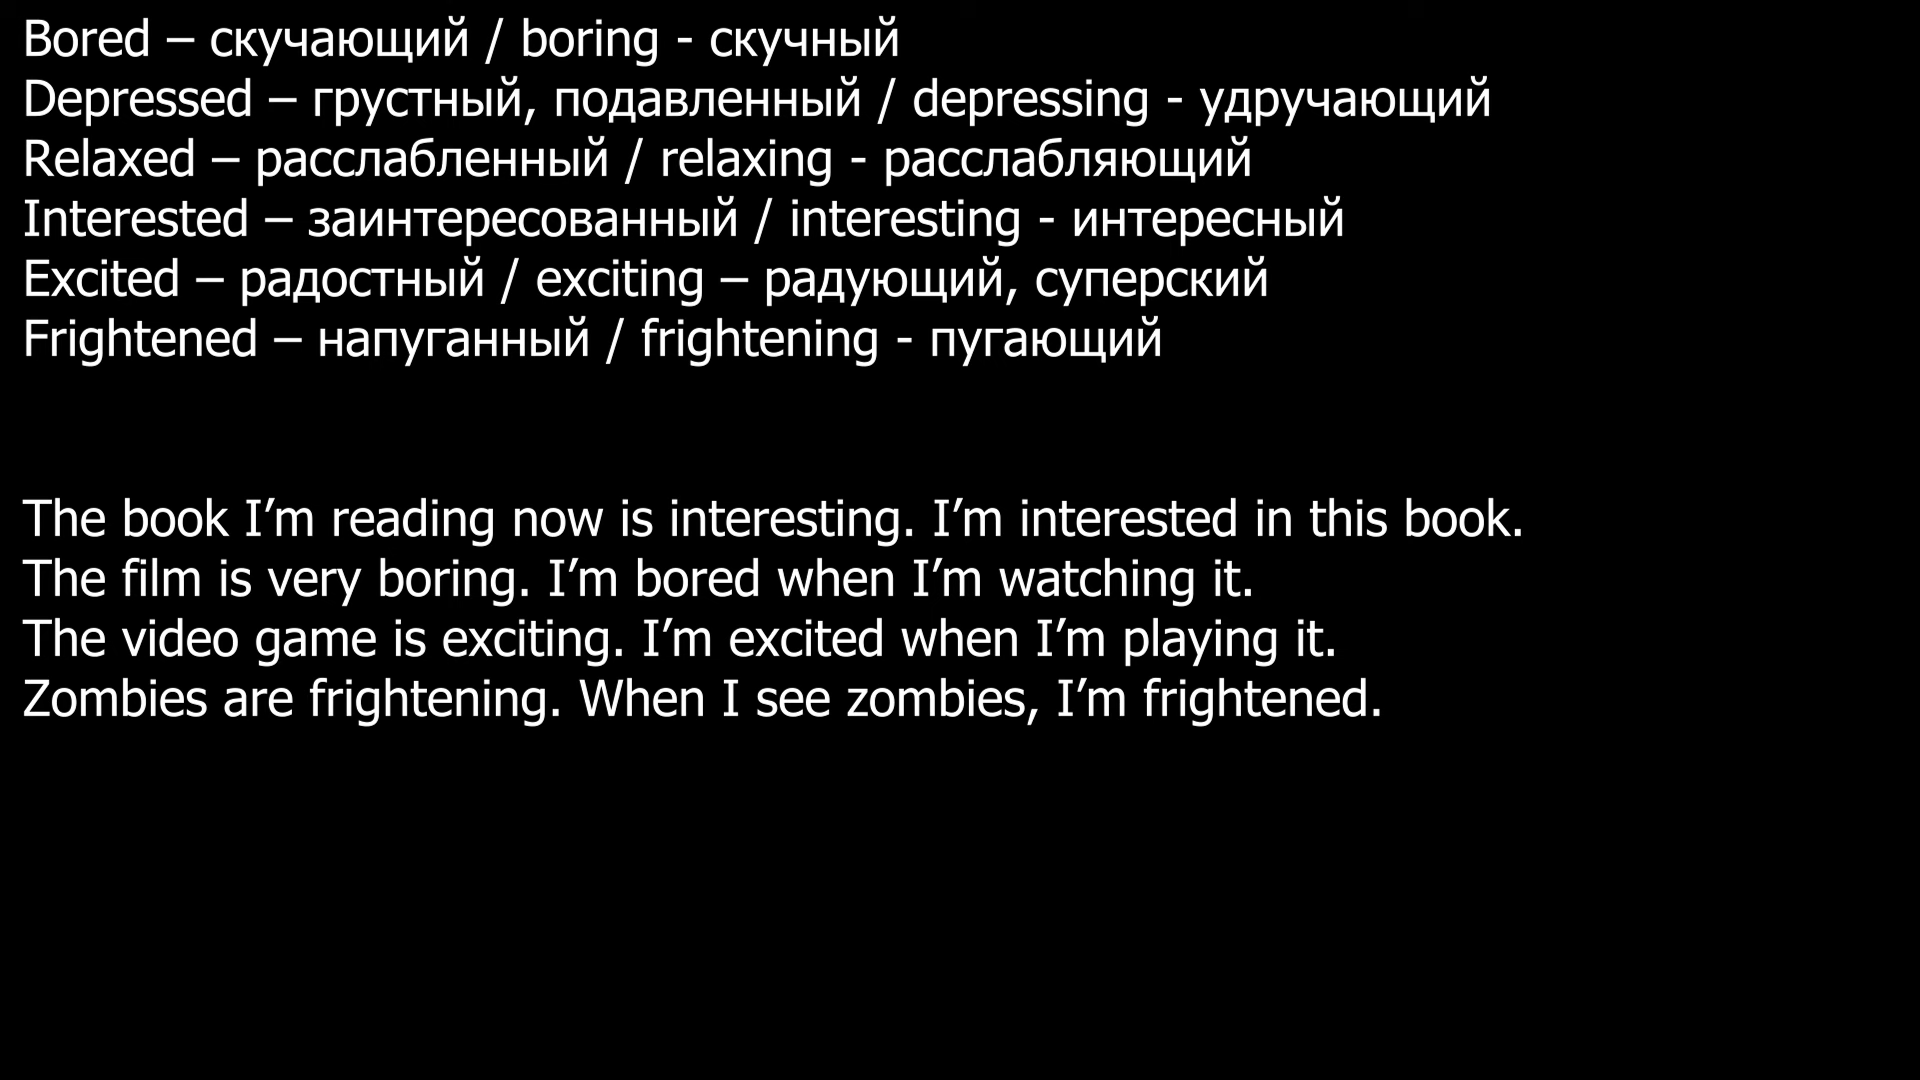 Bored – скучающий / boring - скучный
Depressed – грустный, подавленный / depressing - удручающий
Relaxed – расслабленный / relaxing - расслабляющий
Interested – заинтересованный / interesting - интересный
Excited – радостный / exciting – радующий, суперский
Frightened – напуганный / frightening - пугающий
The book I’m reading now is interesting. I’m interested in this book.
The film is very boring. I’m bored when I’m watching it.
The video game is exciting. I’m excited when I’m playing it.
Zombies are frightening. When I see zombies, I’m frightened.